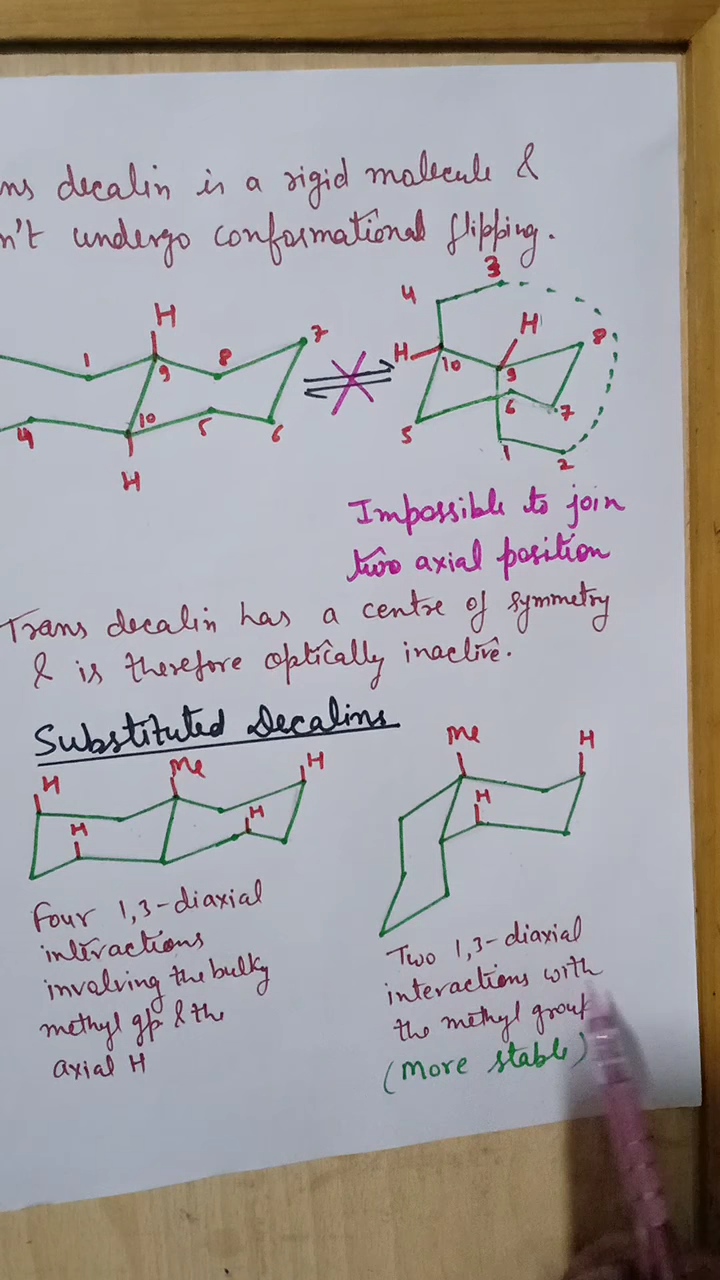 ns decalin is a rigid molecule &
n't undergo conformational flipping.
H
1
9
8
7
4
10
5
6
H
3
4
H
H
10
9
8
6
7
5
1
2
Impossible to join
two axial position
Trans decalin has a centre of symmetry
& is therefore optically inactive.
Substituted Decalins
H
Me
H
H
H
Me
H
H
Four 1,3-diaxial
interactions
involving the bulky
methyl gp & the
axial H
Two 1,3-diaxial
interactions with
the methyl group
(More stable)